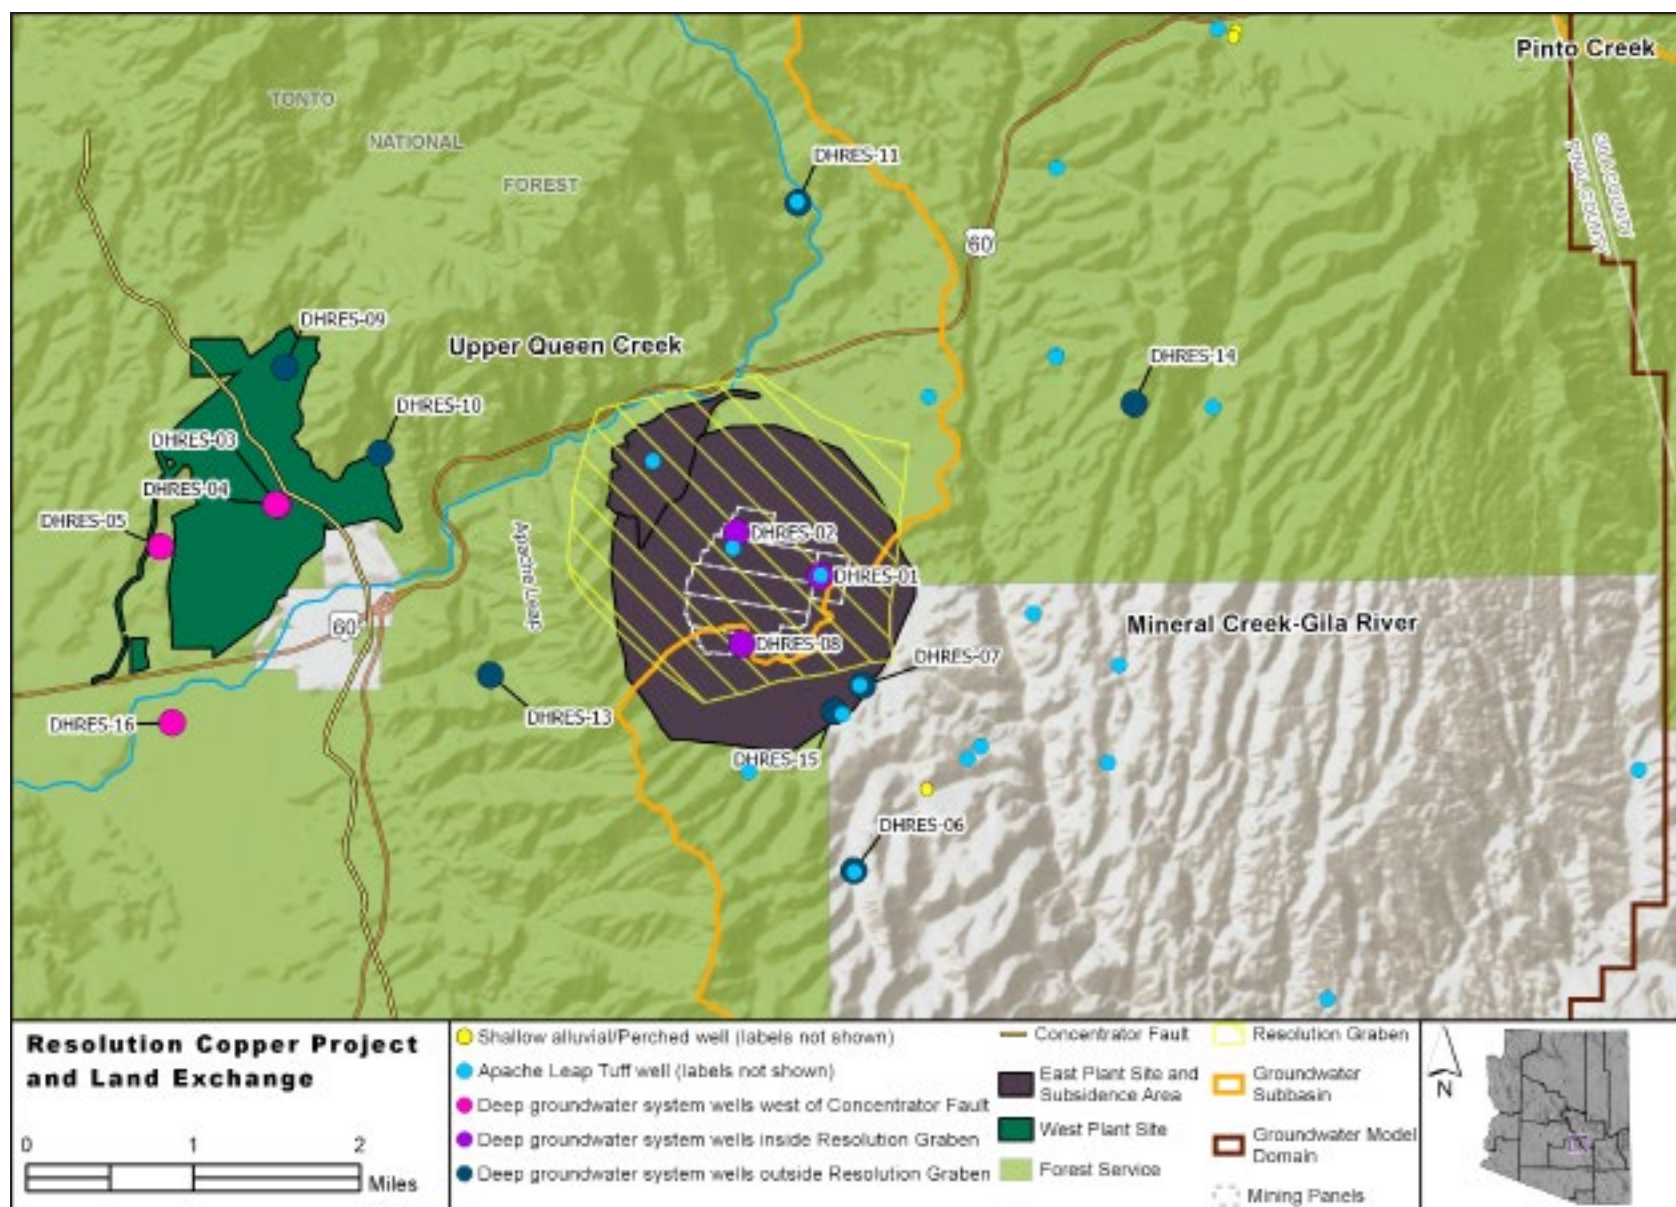 Pinto Creek
TONTO
NATIONAL
FOREST
GILA COUNTY
PINAL COUNTY
DHRES-11
60
DHRES-09
Upper Queen Creek
DHRES-14
DHRES-10
DHRES-03
DHRES-04
DHRES-05
Apache Leap
DHRES-02
DHRES-01
60
Mineral Creek-Gila River
DHRES-08
DHRES-07
DHRES-16
DHRES-13
DHRES-15
DHRES-06
Resolution Copper Project
and Land Exchange
0 1 2
Miles
Shallow alluvial/Perched well (labels not shown)
Apache Leap Tuff well (labels not shown)
Deep groundwater system wells west of Concentrator Fault
Deep groundwater system wells inside Resolution Graben
Deep groundwater system wells outside Resolution Graben
Concentrator Fault
East Plant Site and
Subsidence Area
West Plant Site
Forest Service
Resolution Graben
Groundwater
Subbasin
Groundwater Model
Domain
Mining Panels
N